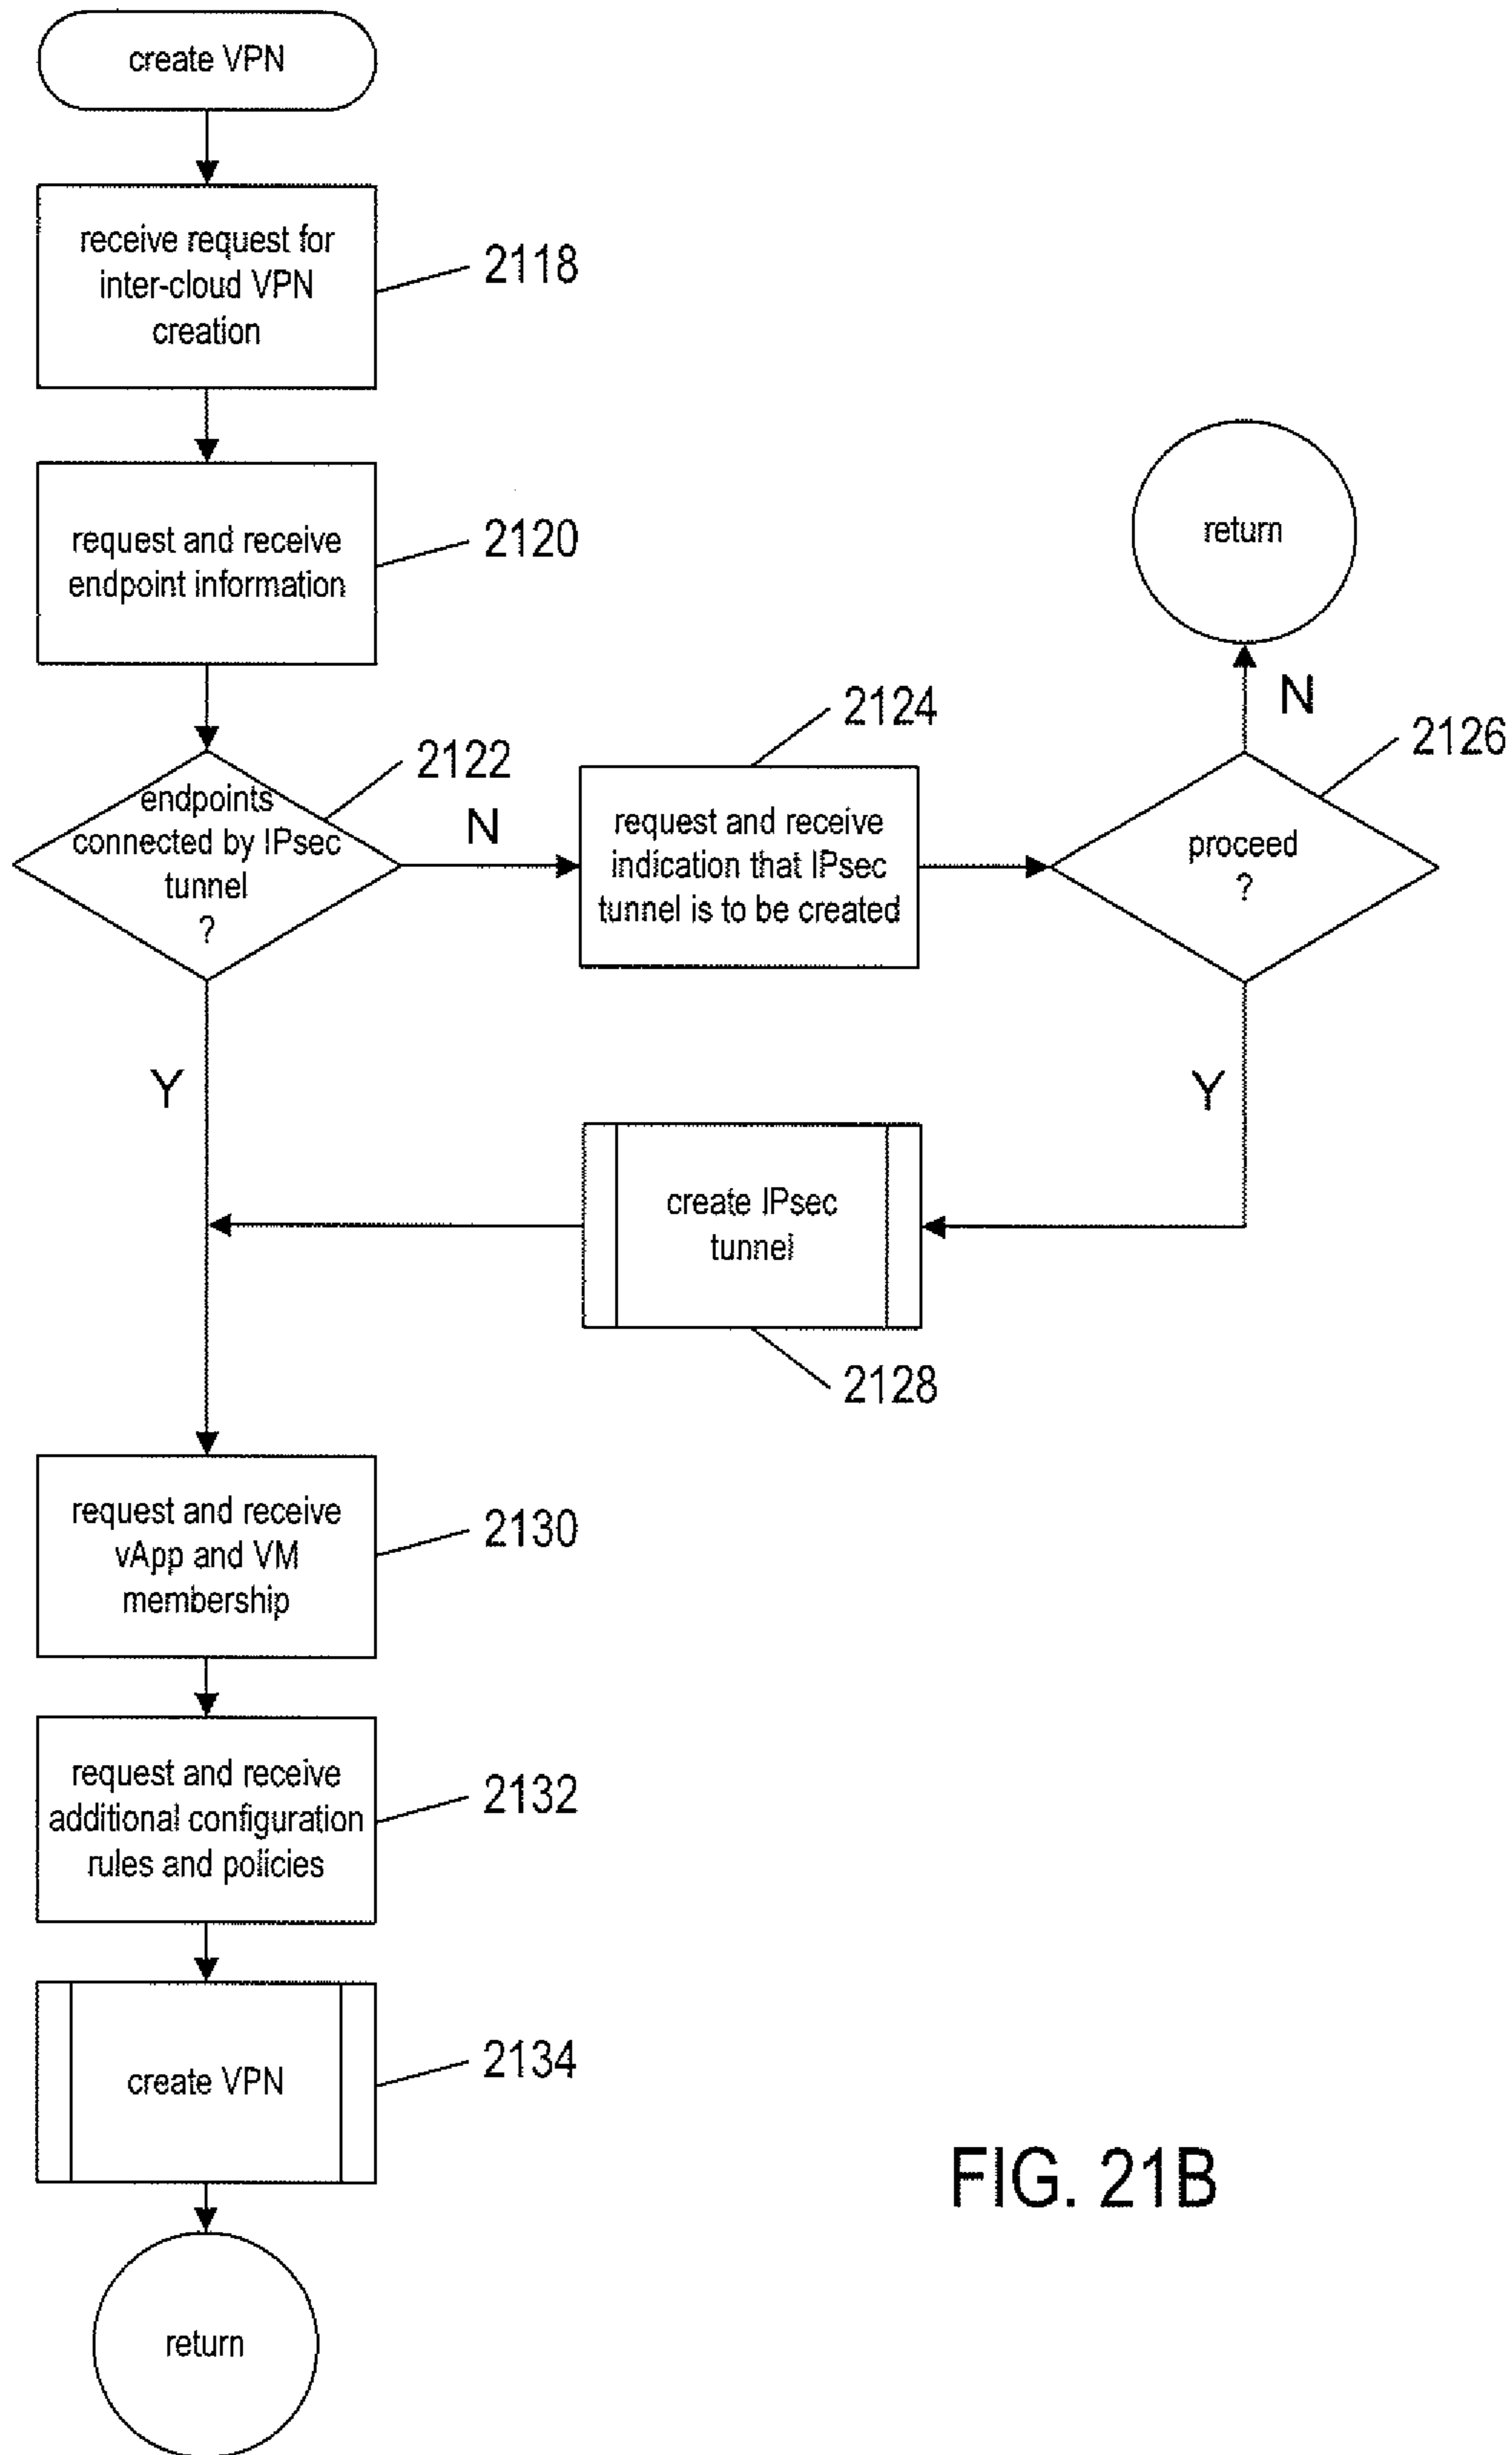 create VPN
receive request for
inter-cloud VPN
creation
2118
request and receive
endpoint information
2120
return
N
2126
proceed
?
2124
request and receive
indication that IPsec
tunnel is to be created
2122
endpoints
connected by IPsec
tunnel
?
N
Y
Y
create IPsec
tunnel
2128
request and receive
vApp and VM
membership
2130
request and receive
additional configuration
rules and policies
2132
create VPN
2134
return
FIG. 21B